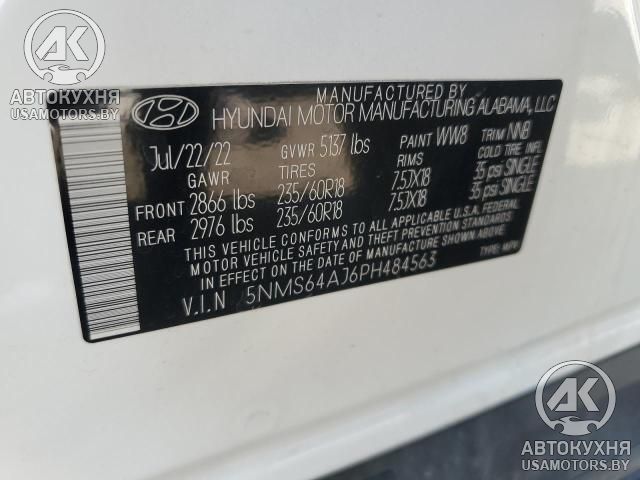 АВТОКУХНЯ
USAMOTORS.BY
MANUFACTURED BY
HYUNDAI MOTOR MANUFACTURING ALABAMA, LLC
Jul/22/22 GVWR 5137 lbs PAINT WW8 TRIM NNB
GAWR TIRES RIMS COLD TIRE INFL.
FRONT 2866 lbs 235/60R18 7.5JX18 35 psi SINGLE
REAR 2976 lbs 235/60R18 7.5JX18 35 psi SINGLE
THIS VEHICLE CONFORMS TO ALL APPLICABLE U.S.A. FEDERAL
MOTOR VEHICLE SAFETY AND THEFT PREVENTION STANDARDS
IN EFFECT ON THE DATE OF MANUFACTURE SHOWN ABOVE.
V.I.N 5NMS64AJ6PH484563 TYPE: MPV
АВТОКУХНЯ
USAMOTORS.BY